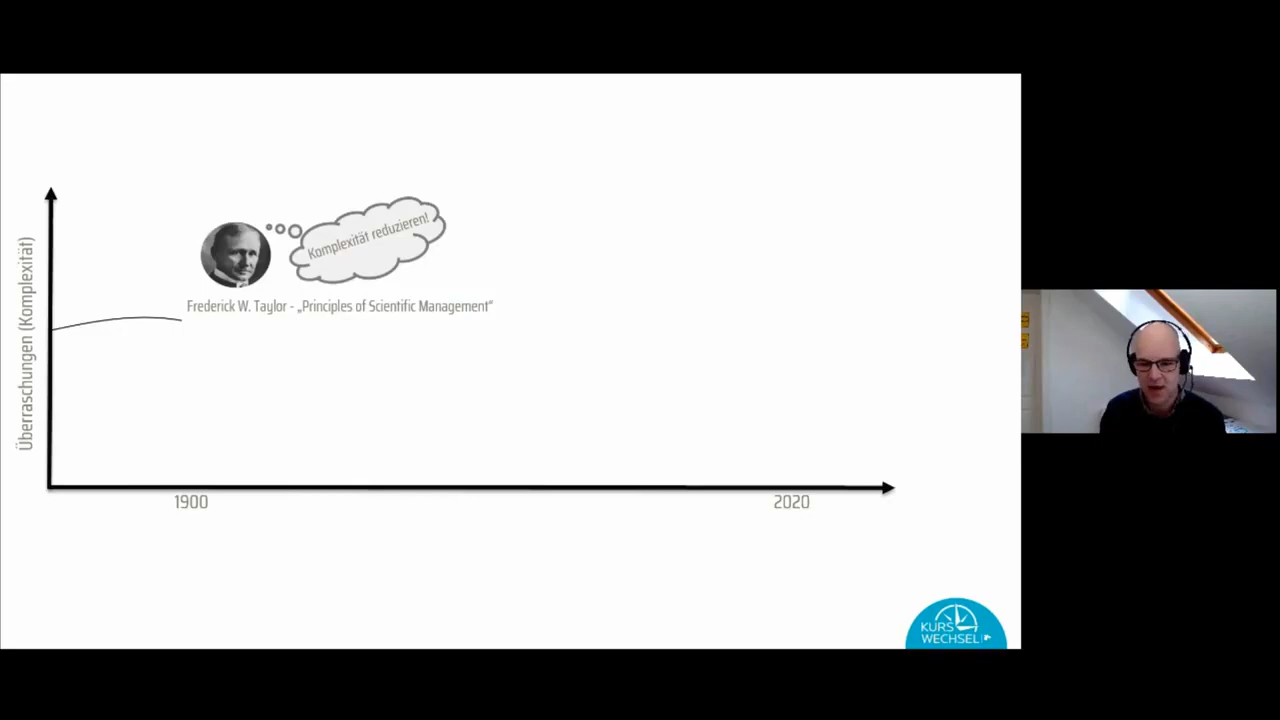 Komplexität reduzieren!
Frederick W. Taylor - „Principles of Scientific Management“
Überraschungen (Komplexität)
1900
2020
KURS
WECHSEL